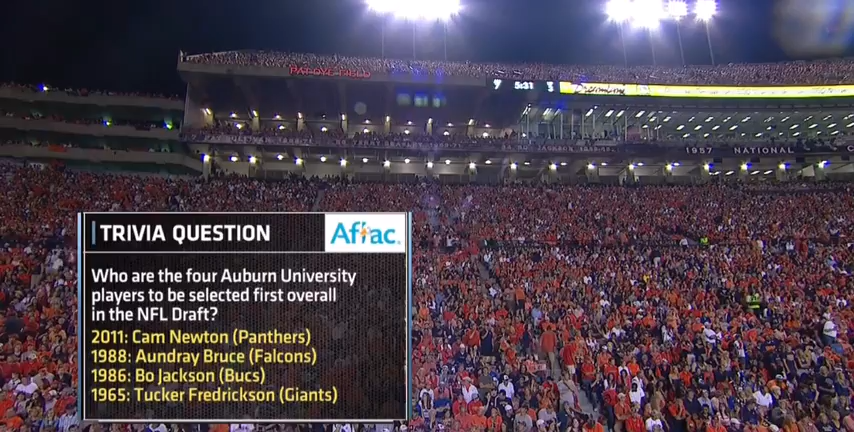 PAT DYE FIELD
5:31
1957 NATIONAL
TRIVIA QUESTION
Aflac
Who are the four Auburn University
players to be selected first overall
in the NFL Draft?
2011: Cam Newton (Panthers)
1988: Aundray Bruce (Falcons)
1986: Bo Jackson (Bucs)
1965: Tucker Fredrickson (Giants)